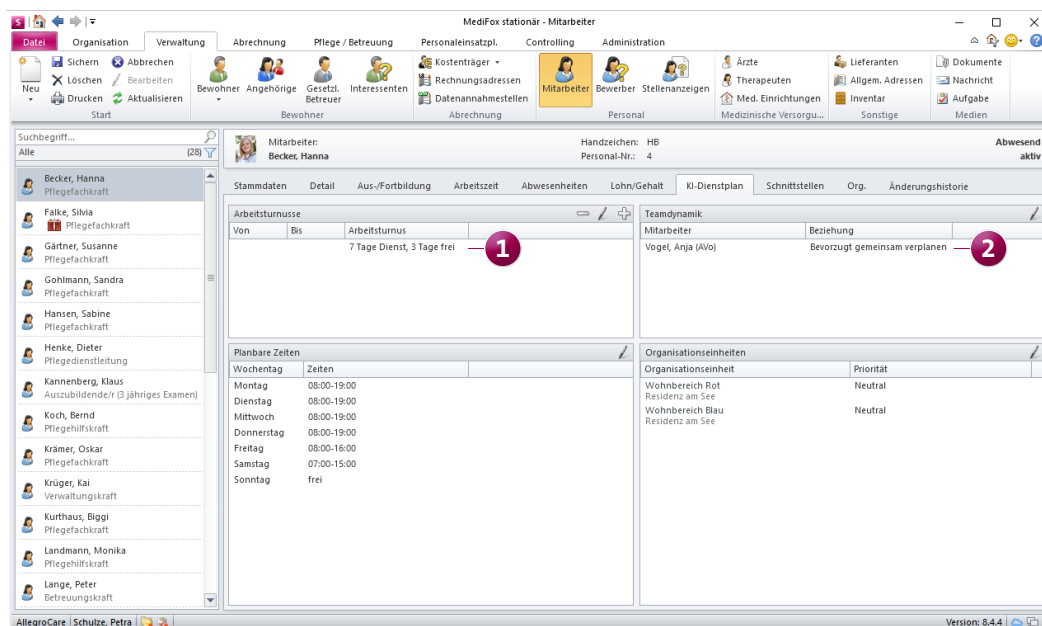 MediFox stationär - Mitarbeiter
Datei Organisation Verwaltung Abrechnung Pflege / Betreuung Personaleinsatzpl. Controlling Administration
Neu
Sichern Abbrechen
Löschen Bearbeiten
Drucken Aktualisieren
Start
Bewohner Angehörige Gesetzl. Betreuer Interessenten
Bewohner
Kostenträger
Rechnungsadressen
Datenannahmestellen
Abrechnung
Mitarbeiter Bewerber Stellenanzeigen
Personal
Ärzte
Therapeuten
Med. Einrichtungen
Medizinische Versorgu...
Lieferanten
Allgem. Adressen
Inventar
Sonstige
Dokumente
Nachricht
Aufgabe
Medien
Suchbegriff...
Alle (28)
Becker, Hanna
Pflegefachkraft
Falke, Silvia
Pflegefachkraft
Gärtner, Susanne
Pflegefachkraft
Gohlmann, Sandra
Pflegefachkraft
Hansen, Sabine
Pflegefachkraft
Henke, Dieter
Pflegedienstleitung
Kannenberg, Klaus
Auszubildende/r (3 jähriges Examen)
Koch, Bernd
Pflegehilfskraft
Krämer, Oskar
Pflegefachkraft
Krüger, Kai
Verwaltungskraft
Kurthaus, Biggi
Pflegefachkraft
Landmann, Monika
Pflegehilfskraft
Lange, Peter
Betreuungskraft
Mitarbeiter: Handzeichen: HB Abwesend
Becker, Hanna Personal-Nr.: 4 aktiv
Stammdaten Detail Aus-/Fortbildung Arbeitszeit Abwesenheiten Lohn/Gehalt KI-Dienstplan Schnittstellen Org. Änderungshistorie
Arbeitsturnusse
Von Bis Arbeitsturnus
7 Tage Dienst, 3 Tage frei 1
Teamdynamik
Mitarbeiter Beziehung
Vogel, Anja (AVo) Bevorzugt gemeinsam verplanen 2
Planbare Zeiten
Wochentag Zeiten
Montag 08:00-19:00
Dienstag 08:00-19:00
Mittwoch 08:00-19:00
Donnerstag 08:00-19:00
Freitag 08:00-16:00
Samstag 07:00-15:00
Sonntag frei
Organisationseinheiten
Organisationseinheit Priorität
Wohnbereich Rot Neutral
Residenz am See
Wohnbereich Blau Neutral
Residenz am See
AllegroCare Schulze, Petra Version: 8.4.4